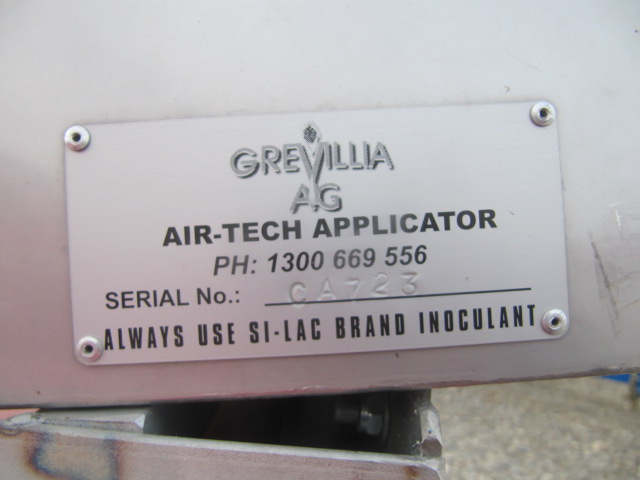 GREVILLIA
AG
AIR-TECH APPLICATOR
PH: 1300 669 556
SERIAL No.: CA723
ALWAYS USE SI-LAC BRAND INOCULANT